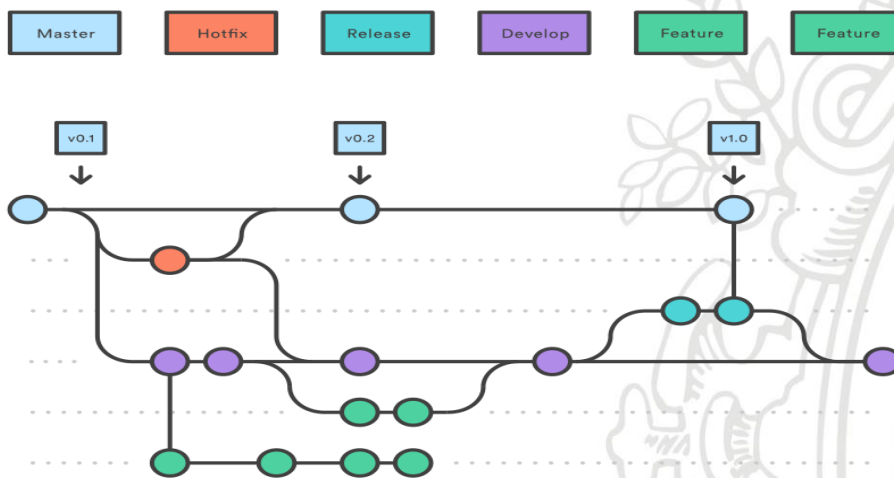 Master
Hotfix
Release
Develop
Feature
Feature
v0.1
v0.2
v1.0